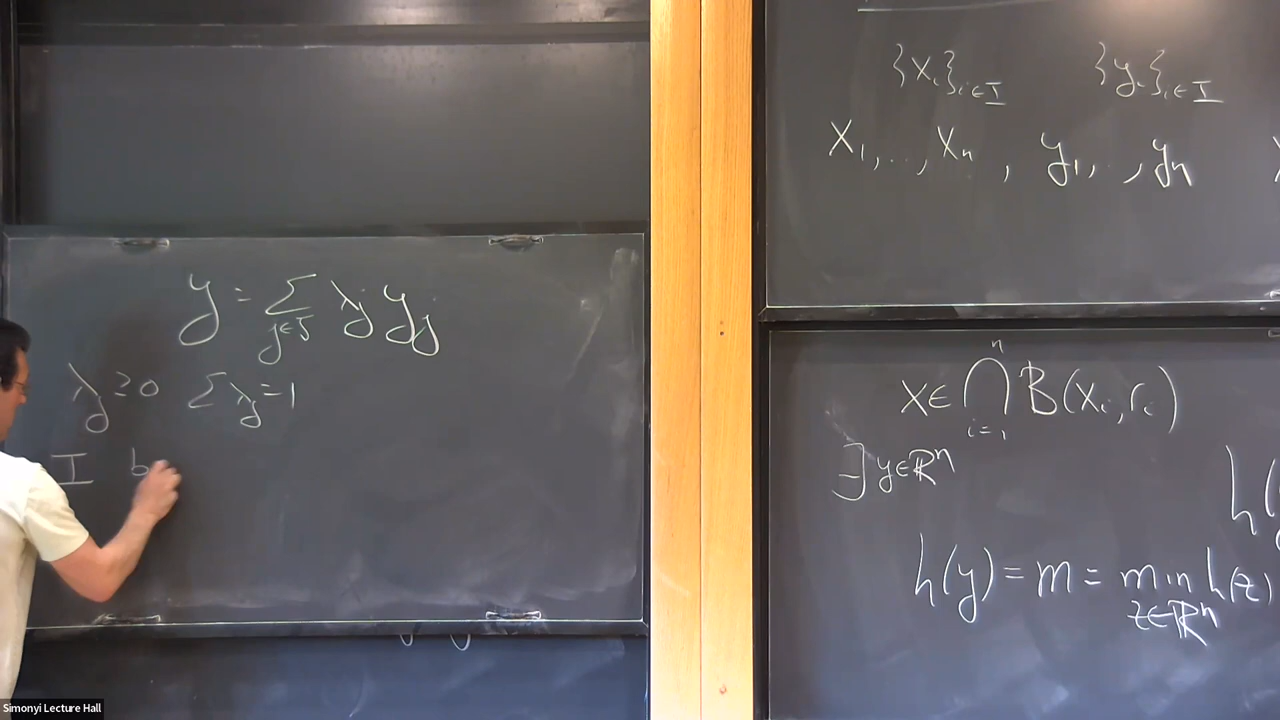 y = Σ_{j∈J} λ_j y_j
λ_j ≥ 0 Σ λ_j = 1
I b
{x_i}_{i∈I} {y_i}_{i∈I}
x_1, .. , x_n , y_1, .. , y_n
x ∈ ⋂_{i=1}^{n} B(x_i, r_i)
∃ y∈ℝ^n h(
h(y) = m = min_{z∈ℝ^n} h(z)
Simonyi Lecture Hall